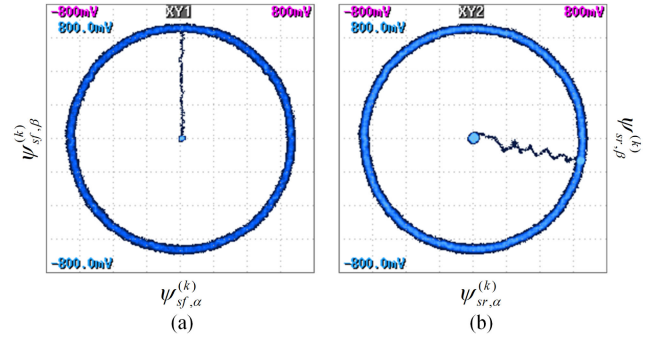 -800mV XY1 800mV
800.0mV
-800.0mV
ψ_{sf,β}^{(k)}
ψ_{sf,α}^{(k)}
(a)
-800mV XY2 800mV
800.0mV
-800.0mV
ψ_{sr,β}^{(k)}
ψ_{sr,α}^{(k)}
(b)